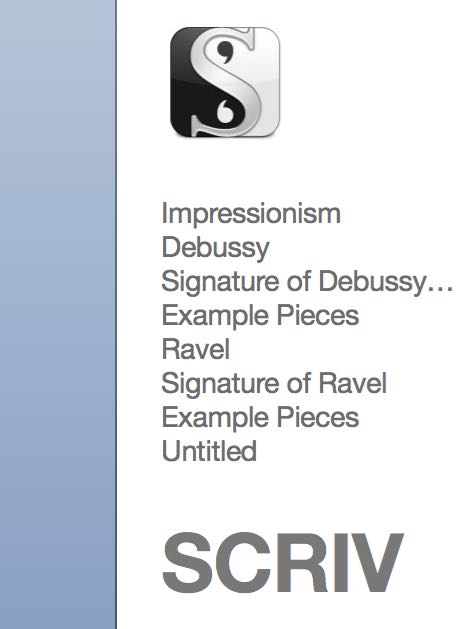 Impressionism
Debussy
Signature of Debussy…
Example Pieces
Ravel
Signature of Ravel
Example Pieces
Untitled
SCRIV